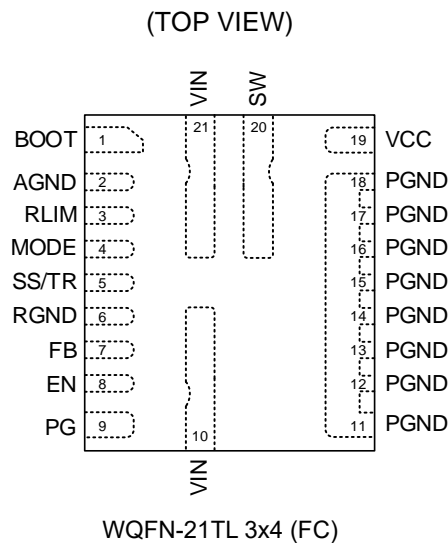 (TOP VIEW)
VIN
SW
21
20
BOOT 1
19 VCC
AGND 2
18 PGND
RLIM 3
17 PGND
MODE 4
16 PGND
SS/TR 5
15 PGND
RGND 6
14 PGND
FB 7
13 PGND
EN 8
12 PGND
PG 9
11 PGND
10
VIN
WQFN-21TL 3x4 (FC)